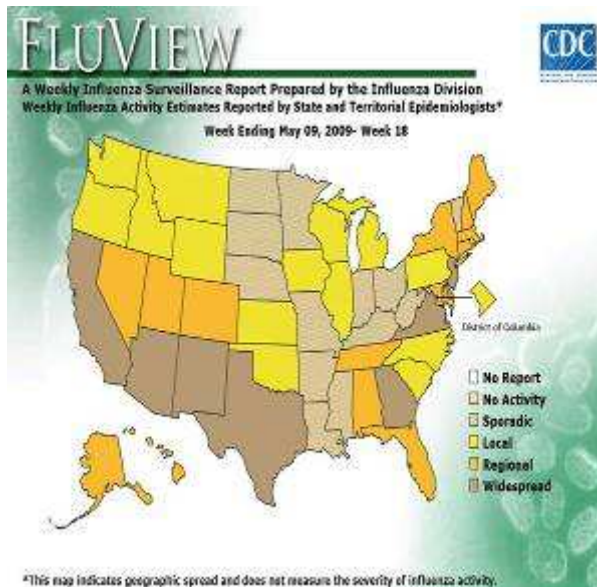 FLUVIEW
CDC
A Weekly Influenza Surveillance Report Prepared by the Influenza Division
Weekly Influenza Activity Estimates Reported by State and Territorial Epidemiologists*
Week Ending May 09, 2009- Week 18
District of Columbia
No Report
No Activity
Sporadic
Local
Regional
Widespread
*This map indicates geographic spread and does not measure the severity of influenza activity.